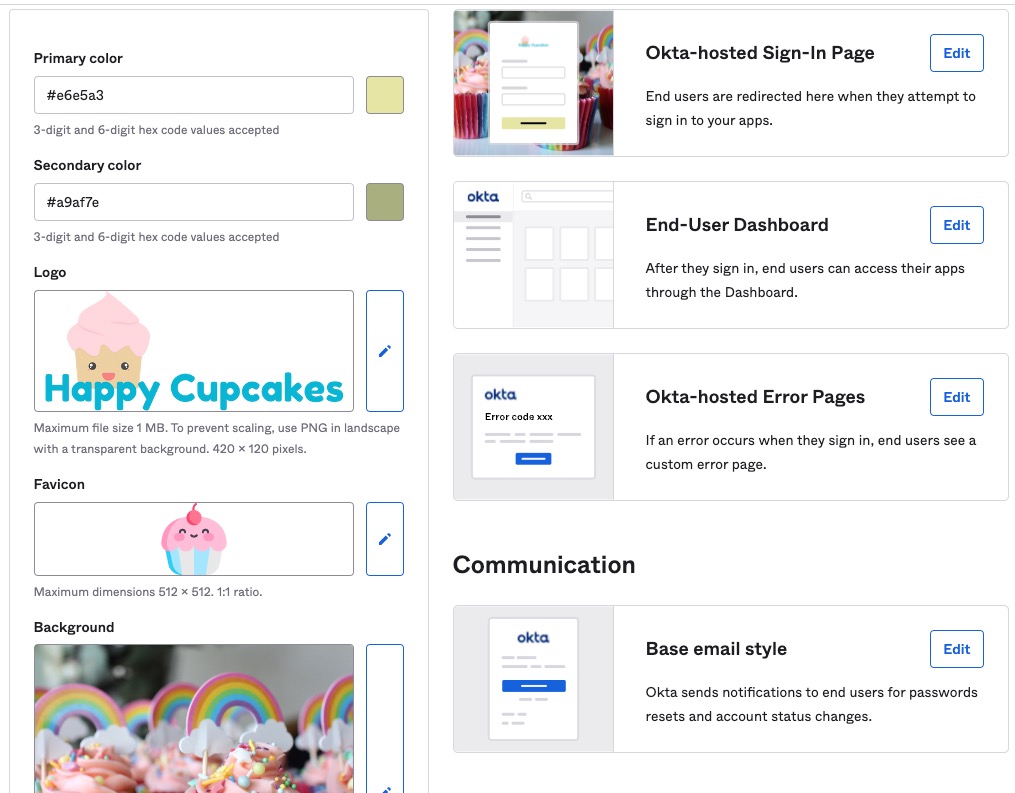 Primary color
#e6e5a3
3-digit and 6-digit hex code values accepted
Secondary color
#a9af7e
3-digit and 6-digit hex code values accepted
Logo
Happy Cupcakes
Maximum file size 1 MB. To prevent scaling, use PNG in landscape
with a transparent background. 420 × 120 pixels.
Favicon
Maximum dimensions 512 × 512. 1:1 ratio.
Background
Happy Cupcakes
Okta-hosted Sign-In Page
Edit
End users are redirected here when they attempt to
sign in to your apps.
okta
End-User Dashboard
Edit
After they sign in, end users can access their apps
through the Dashboard.
okta
Error code xxx
Okta-hosted Error Pages
Edit
If an error occurs when they sign in, end users see a
custom error page.
Communication
okta
Base email style
Edit
Okta sends notifications to end users for passwords
resets and account status changes.